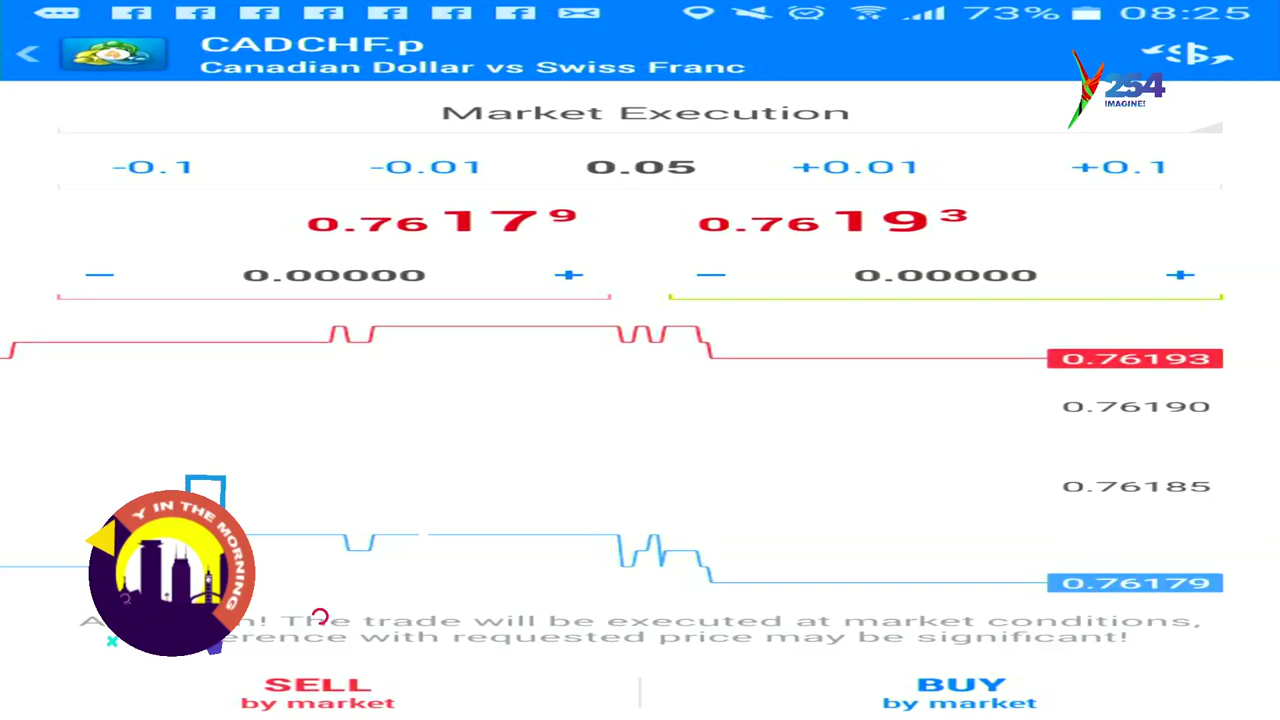 73% 08:25
CADCHF.p
Canadian Dollar vs Swiss Franc
254
IMAGINE!
Market Execution
-0.1 -0.01 0.05 +0.01 +0.1
0.76179 0.76193
− 0.00000 + − 0.00000 +
0.76193
0.76190
0.76185
0.76179
Y IN THE MORNING
The trade will be executed at market conditions,
with requested price may be significant!
SELL
by market
BUY
by market